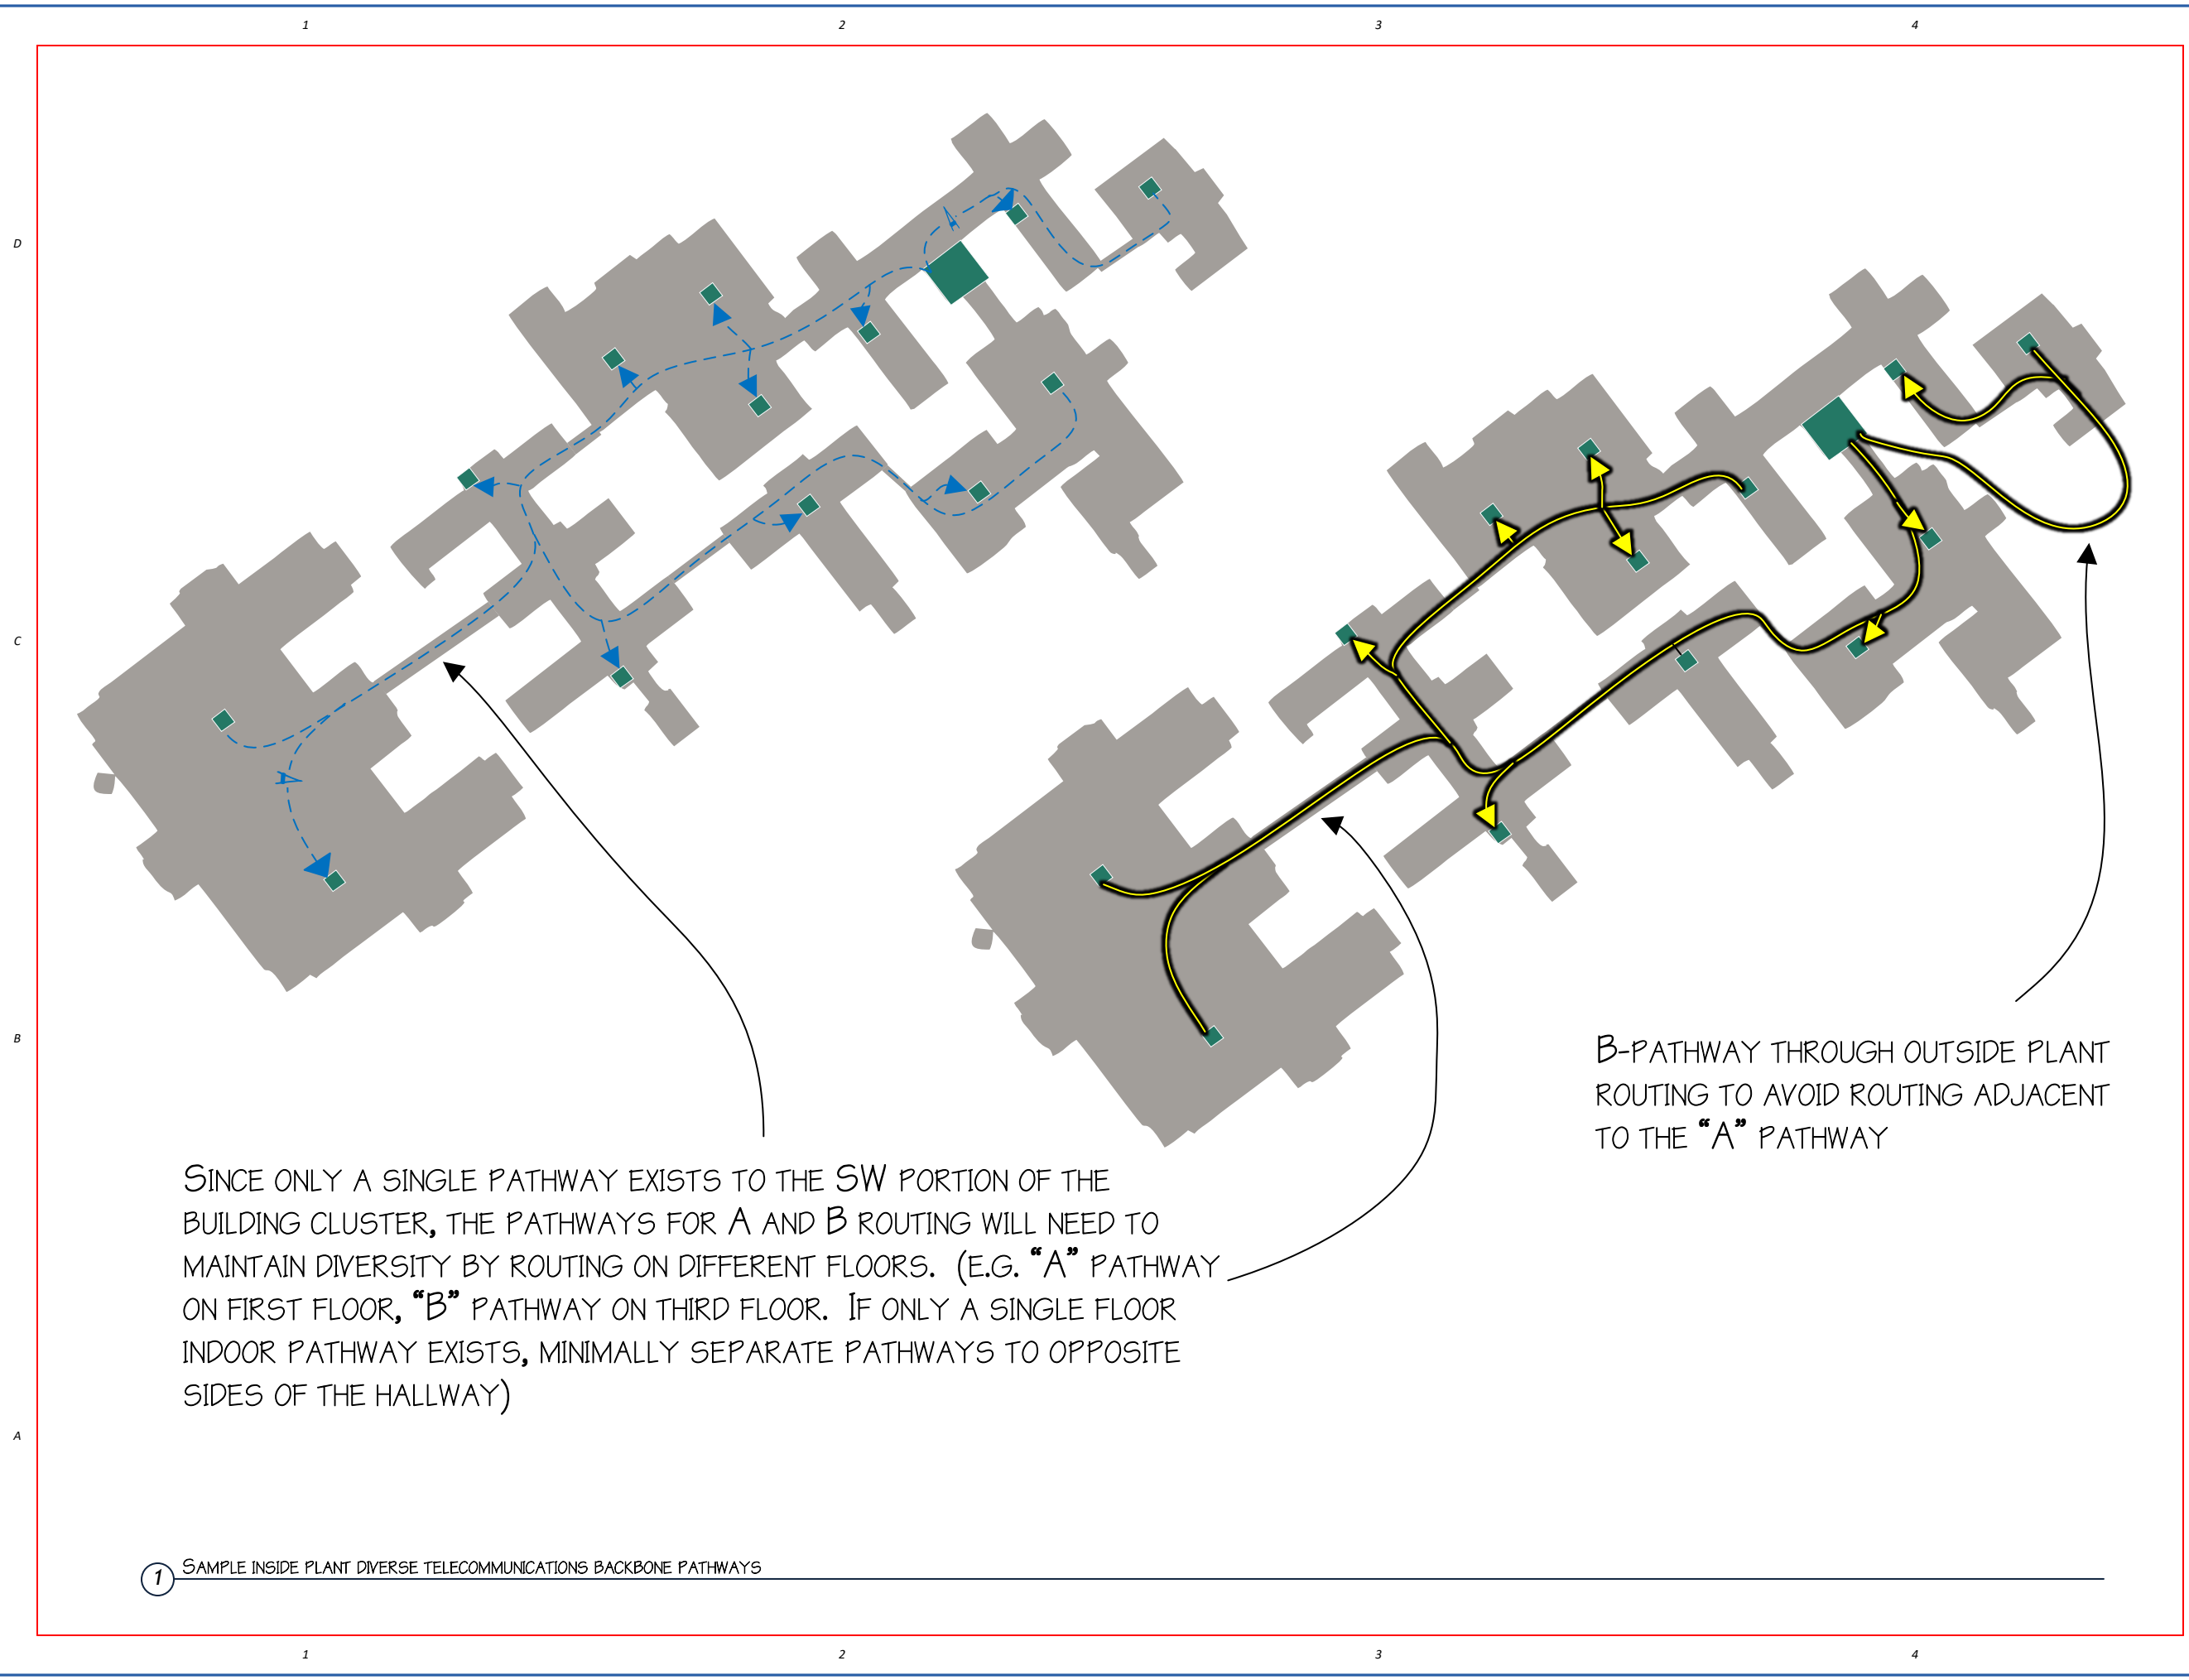 1 2 3 4
D
C
B
A
B-PATHWAY THROUGH OUTSIDE PLANT
ROUTING TO AVOID ROUTING ADJACENT
TO THE “A” PATHWAY
SINCE ONLY A SINGLE PATHWAY EXISTS TO THE SW PORTION OF THE
BUILDING CLUSTER, THE PATHWAYS FOR A AND B ROUTING WILL NEED TO
MAINTAIN DIVERSITY BY ROUTING ON DIFFERENT FLOORS. (E.G. “A” PATHWAY
ON FIRST FLOOR, “B” PATHWAY ON THIRD FLOOR. IF ONLY A SINGLE FLOOR
INDOOR PATHWAY EXISTS, MINIMALLY SEPARATE PATHWAYS TO OPPOSITE
SIDES OF THE HALLWAY)
1 SAMPLE INSIDE PLANT DIVERSE TELECOMMUNICATIONS BACKBONE PATHWAYS
1 2 3 4